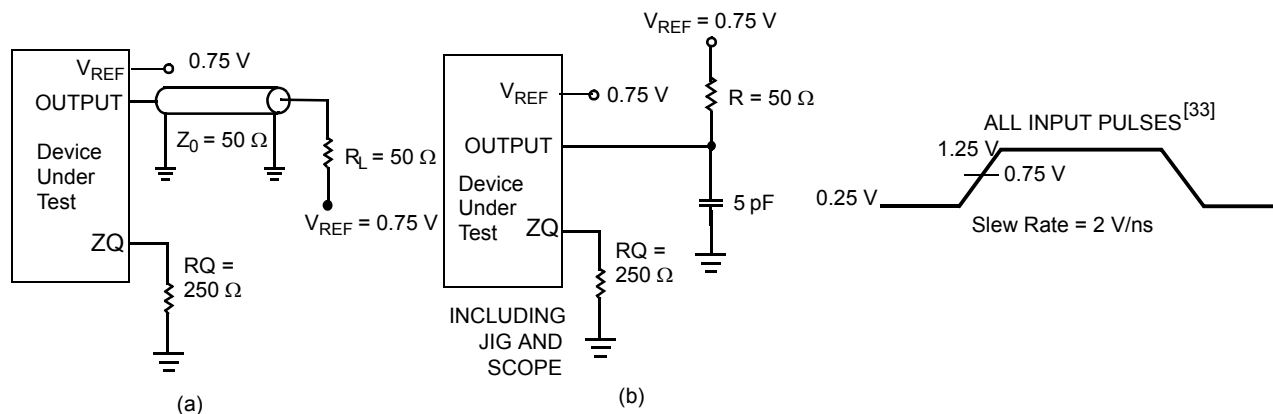 V_REF
0.75 V
OUTPUT
Z_0 = 50 Ω
Device
Under
Test
R_L = 50 Ω
V_REF = 0.75 V
ZQ
RQ =
250 Ω
(a)
V_REF = 0.75 V
V_REF
0.75 V
R = 50 Ω
OUTPUT
Device
Under
Test
5 pF
ZQ
RQ =
250 Ω
INCLUDING
JIG AND
SCOPE
(b)
ALL INPUT PULSES[33]
1.25 V
0.75 V
0.25 V
Slew Rate = 2 V/ns